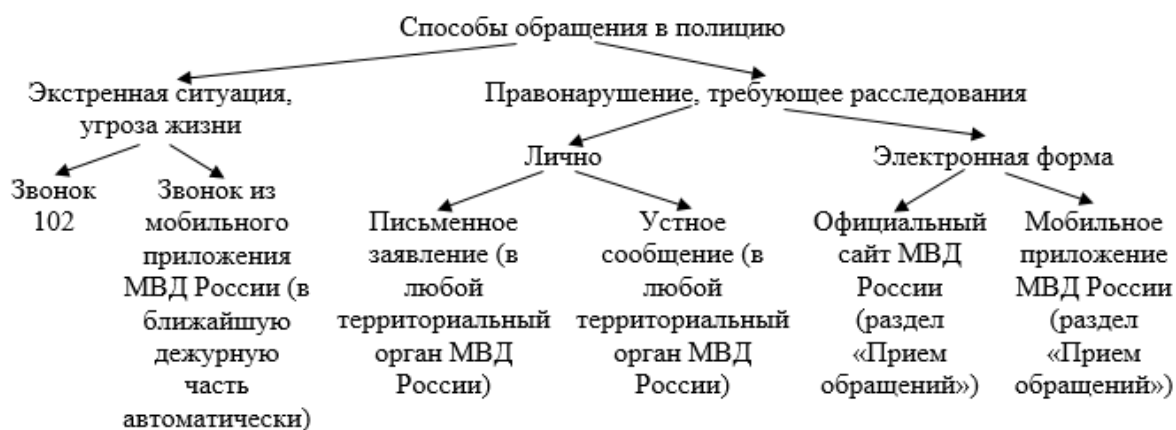 Способы обращения в полицию
Экстренная ситуация,
угроза жизни
Правонарушение, требующее расследования
Звонок
102
Звонок из
мобильного
приложения
МВД России (в
ближайшую
дежурную
часть
автоматически)
Лично
Электронная форма
Письменное
заявление (в
любой
территориальный
орган МВД
России)
Устное
сообщение (в
любой
территориальный
орган МВД
России)
Официальный
сайт МВД
России
(раздел
«Прием
обращений»)
Мобильное
приложение
МВД России
(раздел
«Прием
обращений»)